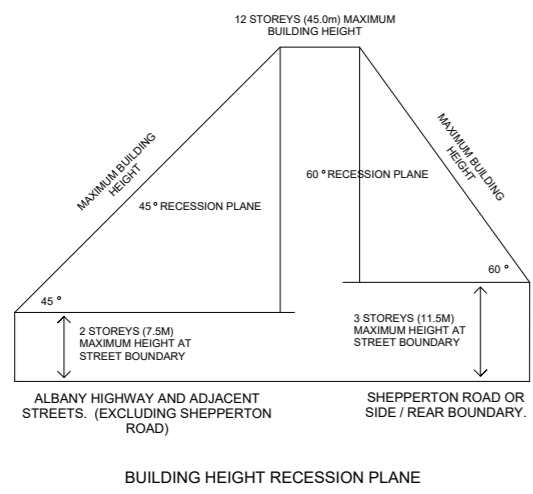 12 STOREYS (45.0m) MAXIMUM
BUILDING HEIGHT
MAXIMUM BUILDING
HEIGHT
MAXIMUM BUILDING
HEIGHT
60° RECESSION PLANE
45° RECESSION PLANE
60°
45°
2 STOREYS (7.5M)
MAXIMUM HEIGHT AT
STREET BOUNDARY
3 STOREYS (11.5M)
MAXIMUM HEIGHT AT
STREET BOUNDARY
ALBANY HIGHWAY AND ADJACENT
STREETS. (EXCLUDING SHEPPERTON
ROAD)
SHEPPERTON ROAD OR
SIDE / REAR BOUNDARY.
BUILDING HEIGHT RECESSION PLANE